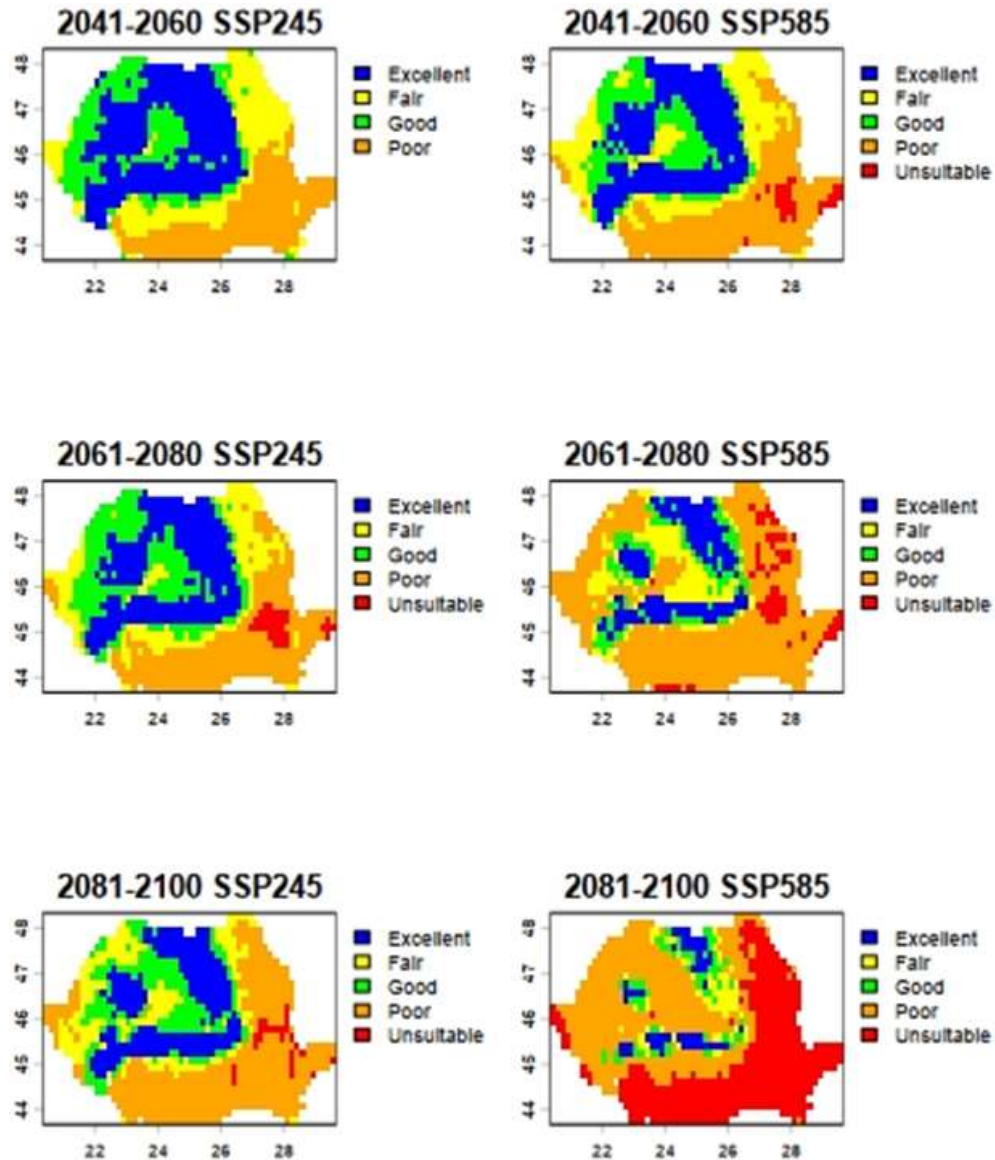 2041-2060 SSP245
48
47
46
45
44
22 24 26 28
Excellent
Fair
Good
Poor
2041-2060 SSP585
48
47
46
45
44
22 24 26 28
Excellent
Fair
Good
Poor
Unsuitable
2061-2080 SSP245
48
47
46
45
44
22 24 26 28
Excellent
Fair
Good
Poor
Unsuitable
2061-2080 SSP585
48
47
46
45
44
22 24 26 28
Excellent
Fair
Good
Poor
Unsuitable
2081-2100 SSP245
48
47
46
45
44
22 24 26 28
Excellent
Fair
Good
Poor
Unsuitable
2081-2100 SSP585
48
47
46
45
44
22 24 26 28
Excellent
Fair
Good
Poor
Unsuitable